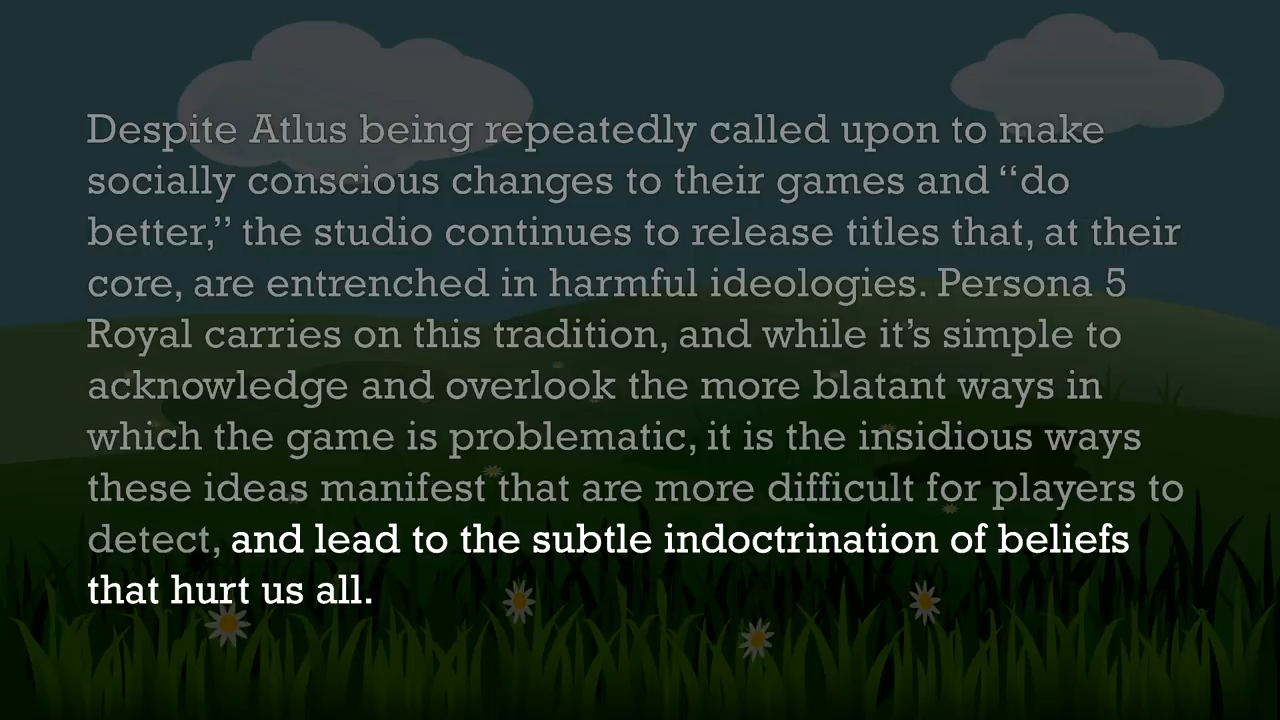 Despite Atlus being repeatedly called upon to make
socially conscious changes to their games and “do
better,” the studio continues to release titles that, at their
core, are entrenched in harmful ideologies. Persona 5
Royal carries on this tradition, and while it’s simple to
acknowledge and overlook the more blatant ways in
which the game is problematic, it is the insidious ways
these ideas manifest that are more difficult for players to
detect, and lead to the subtle indoctrination of beliefs
that hurt us all.